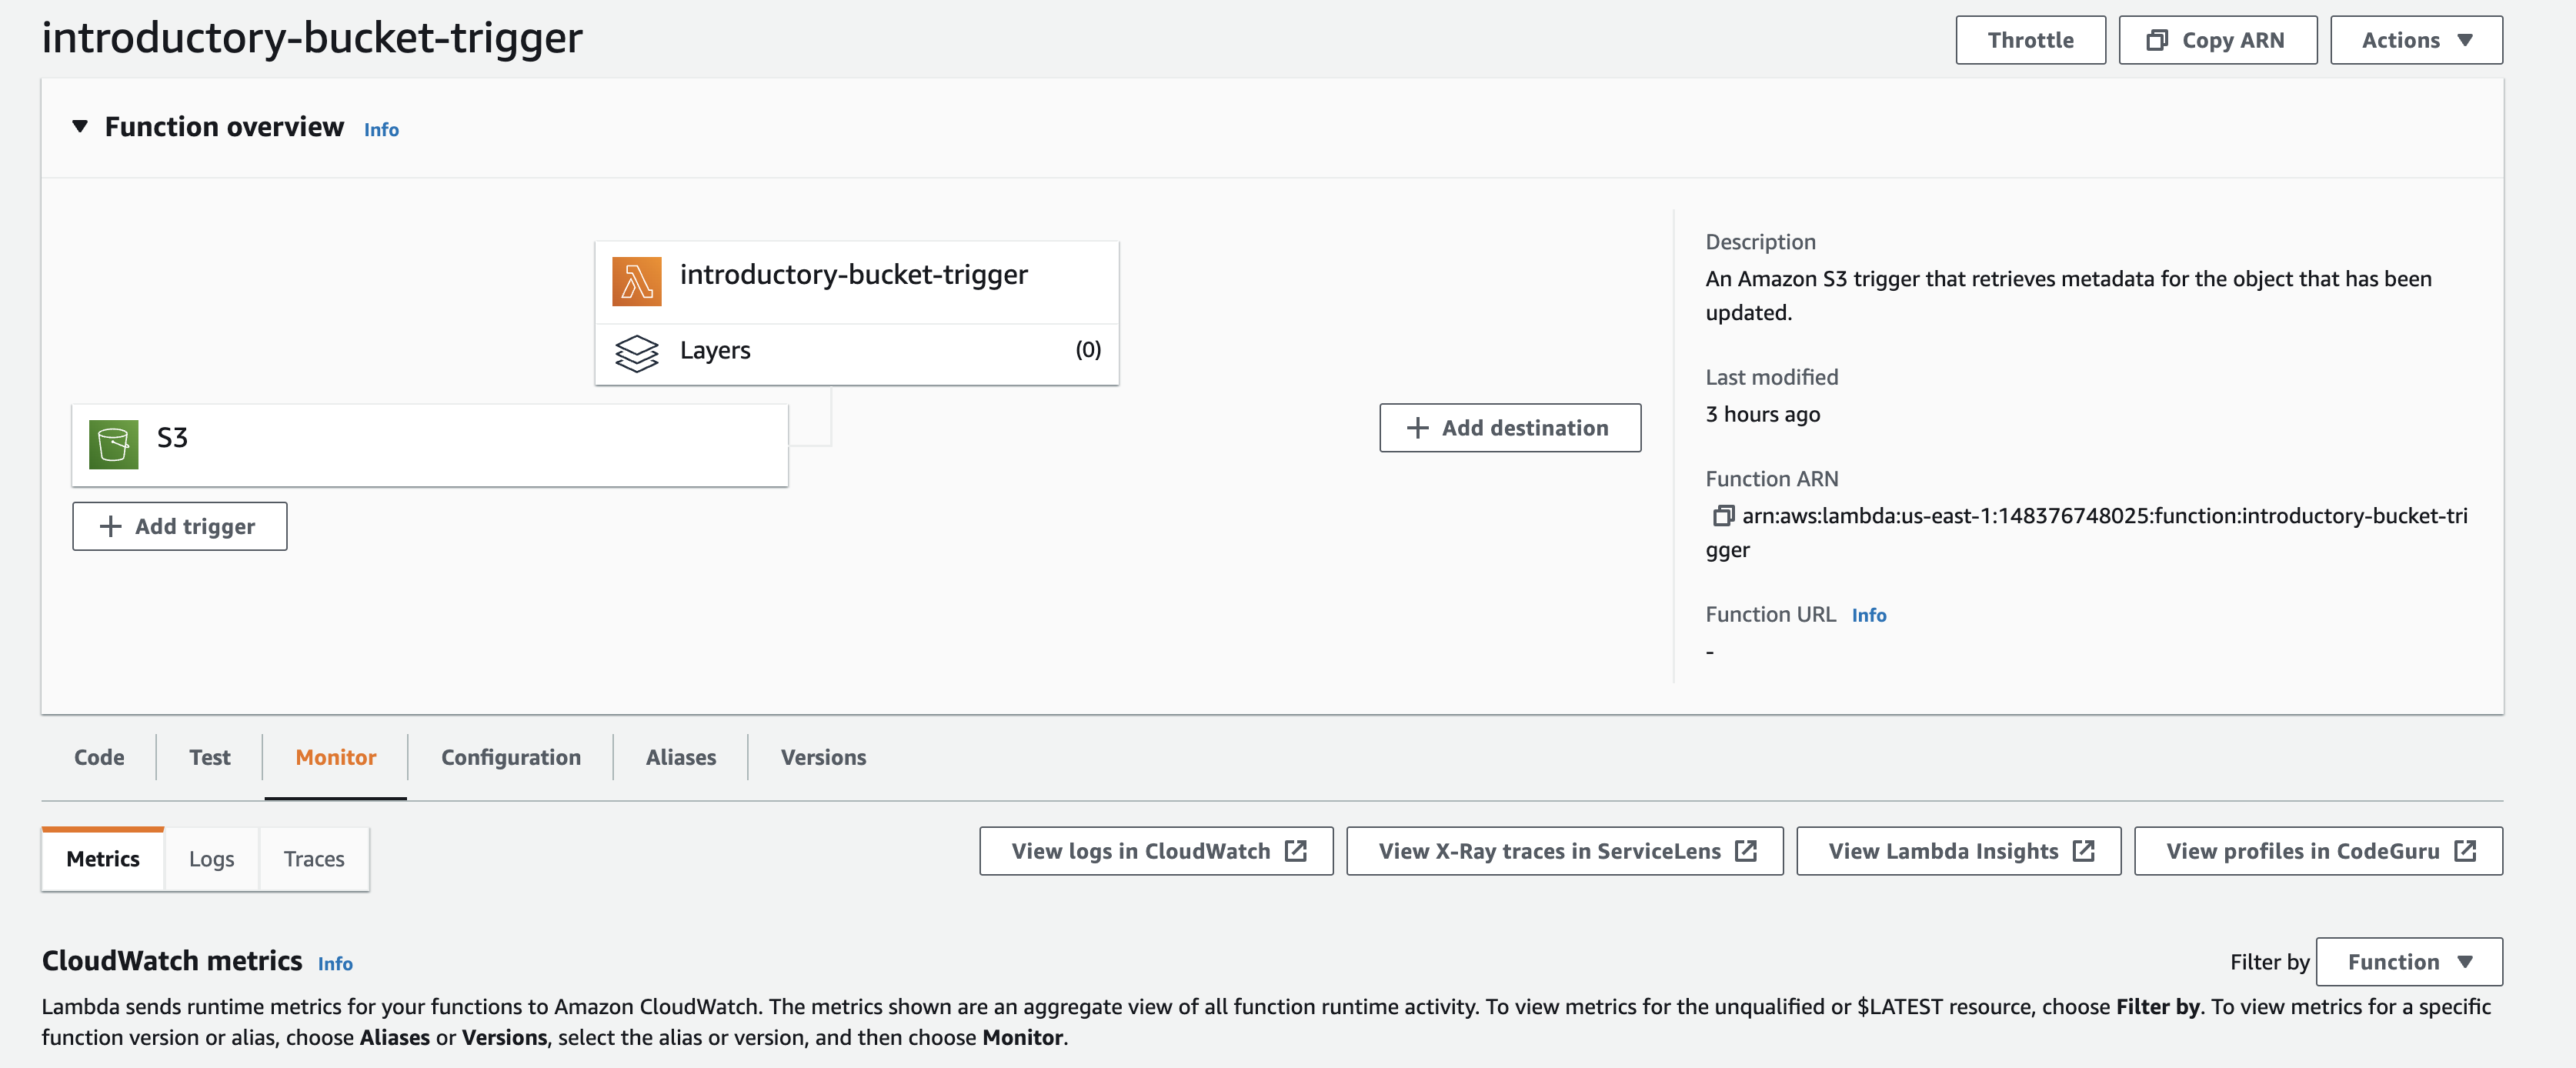 introductory-bucket-trigger
Throttle
Copy ARN
Actions
Function overview Info
introductory-bucket-trigger
Layers (0)
S3
Add trigger
Add destination
Description
An Amazon S3 trigger that retrieves metadata for the object that has been
updated.
Last modified
3 hours ago
Function ARN
arn:aws:lambda:us-east-1:148376748025:function:introductory-bucket-tri
gger
Function URL Info
-
Code
Test
Monitor
Configuration
Aliases
Versions
Metrics
Logs
Traces
View logs in CloudWatch
View X-Ray traces in ServiceLens
View Lambda Insights
View profiles in CodeGuru
CloudWatch metrics Info
Filter by Function
Lambda sends runtime metrics for your functions to Amazon CloudWatch. The metrics shown are an aggregate view of all function runtime activity. To view metrics for the unqualified or $LATEST resource, choose Filter by. To view metrics for a specific
function version or alias, choose Aliases or Versions, select the alias or version, and then choose Monitor.